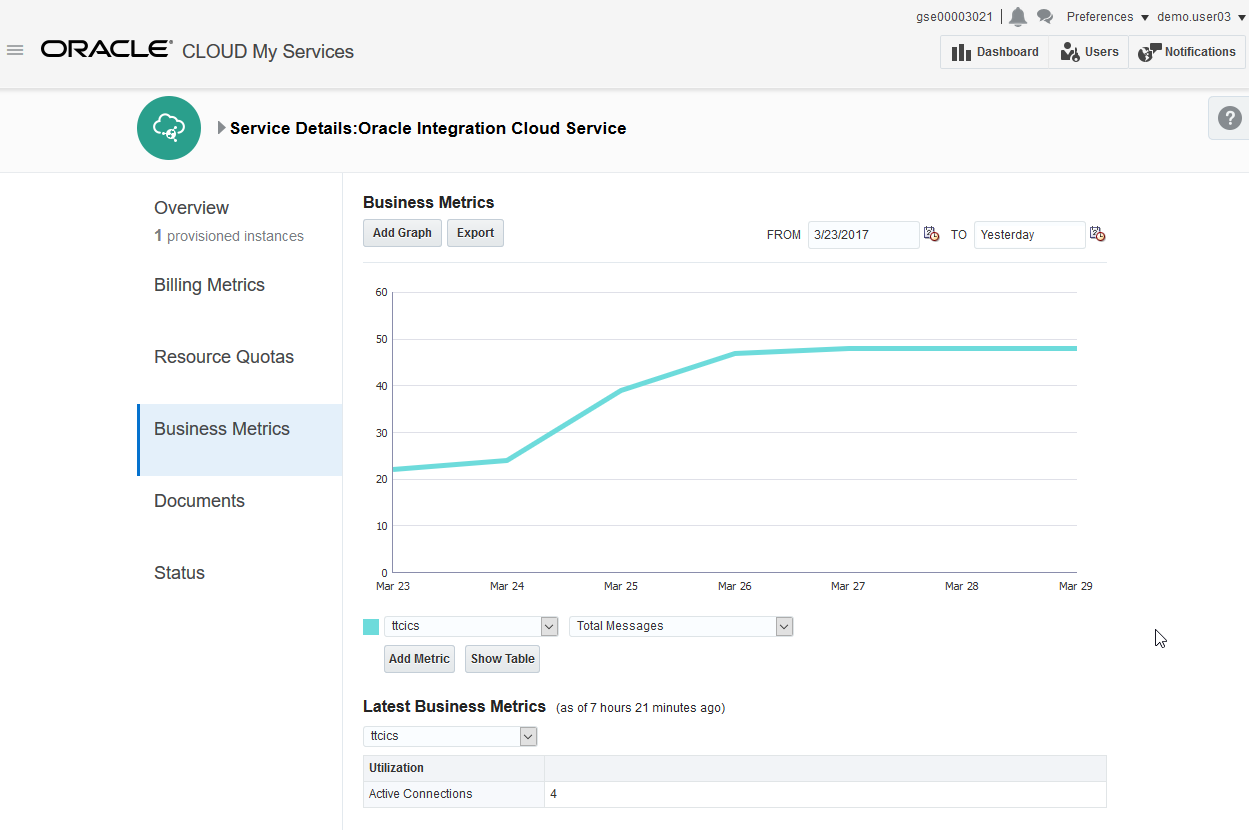 gse00003021 Preferences demo.user03
ORACLE CLOUD My Services
Dashboard Users Notifications
Service Details:Oracle Integration Cloud Service
?
Overview
1 provisioned instances
Billing Metrics
Resource Quotas
Business Metrics
Documents
Status
Business Metrics
Add Graph Export
FROM 3/23/2017 TO Yesterday
60
50
40
30
20
10
0
Mar 23 Mar 24 Mar 25 Mar 26 Mar 27 Mar 28 Mar 29
ttcics Total Messages
Add Metric Show Table
Latest Business Metrics (as of 7 hours 21 minutes ago)
ttcics
Utilization
Active Connections 4